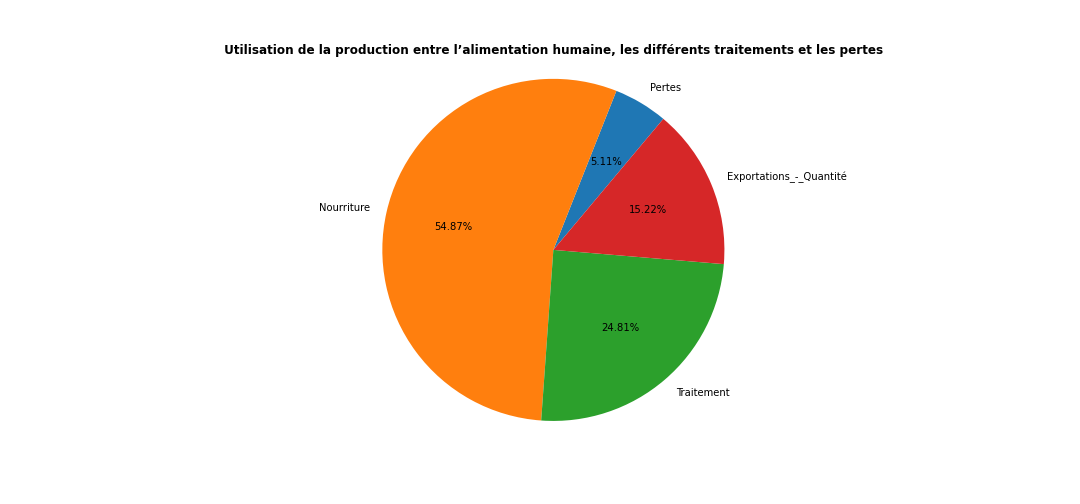 Utilisation de la production entre l’alimentation humaine, les différents traitements et les pertes
Pertes
5.11%
Exportations_-_Quantité
15.22%
Nourriture
54.87%
24.81%
Traitement